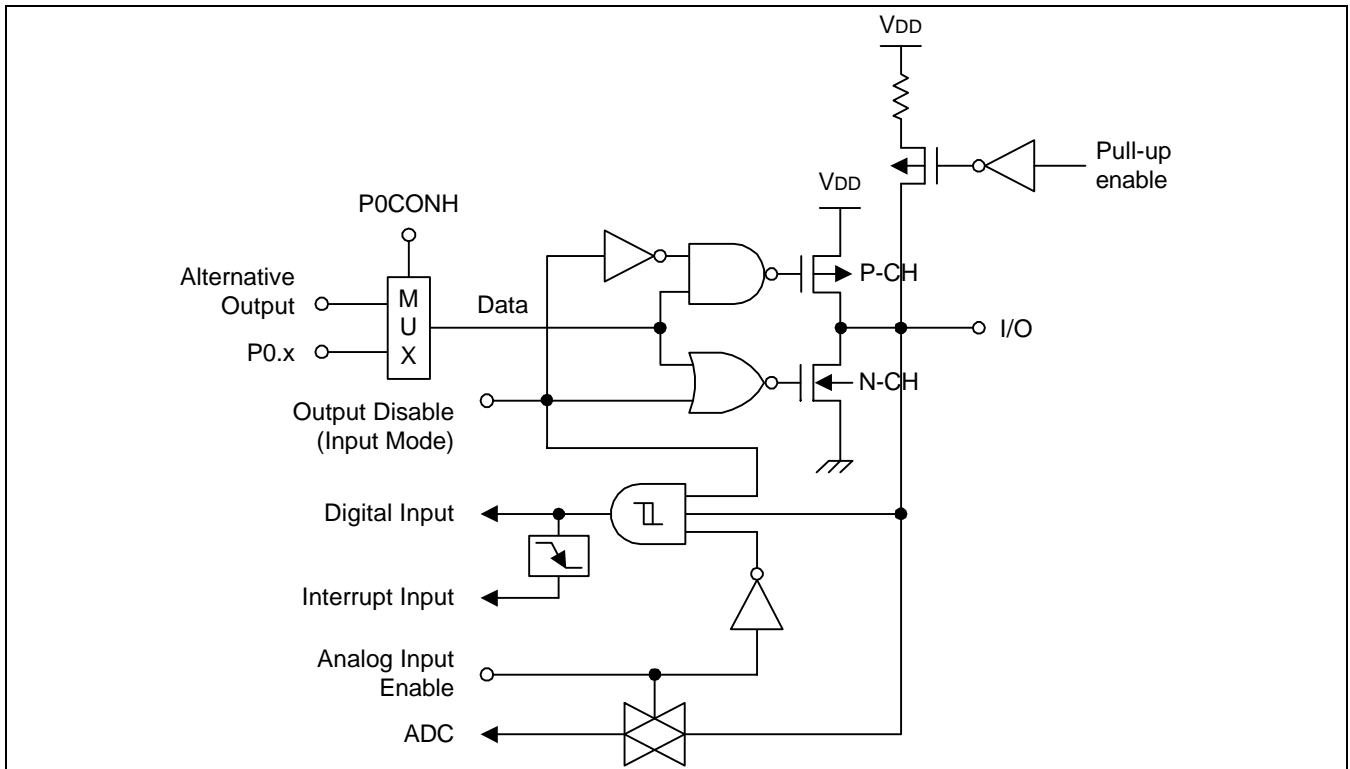 VDD
Pull-up
enable
VDD
P0CONH
Alternative
Output
M
U
X
Data
P-CH
I/O
P0.x
N-CH
Output Disable
(Input Mode)
Digital Input
Interrupt Input
Analog Input
Enable
ADC